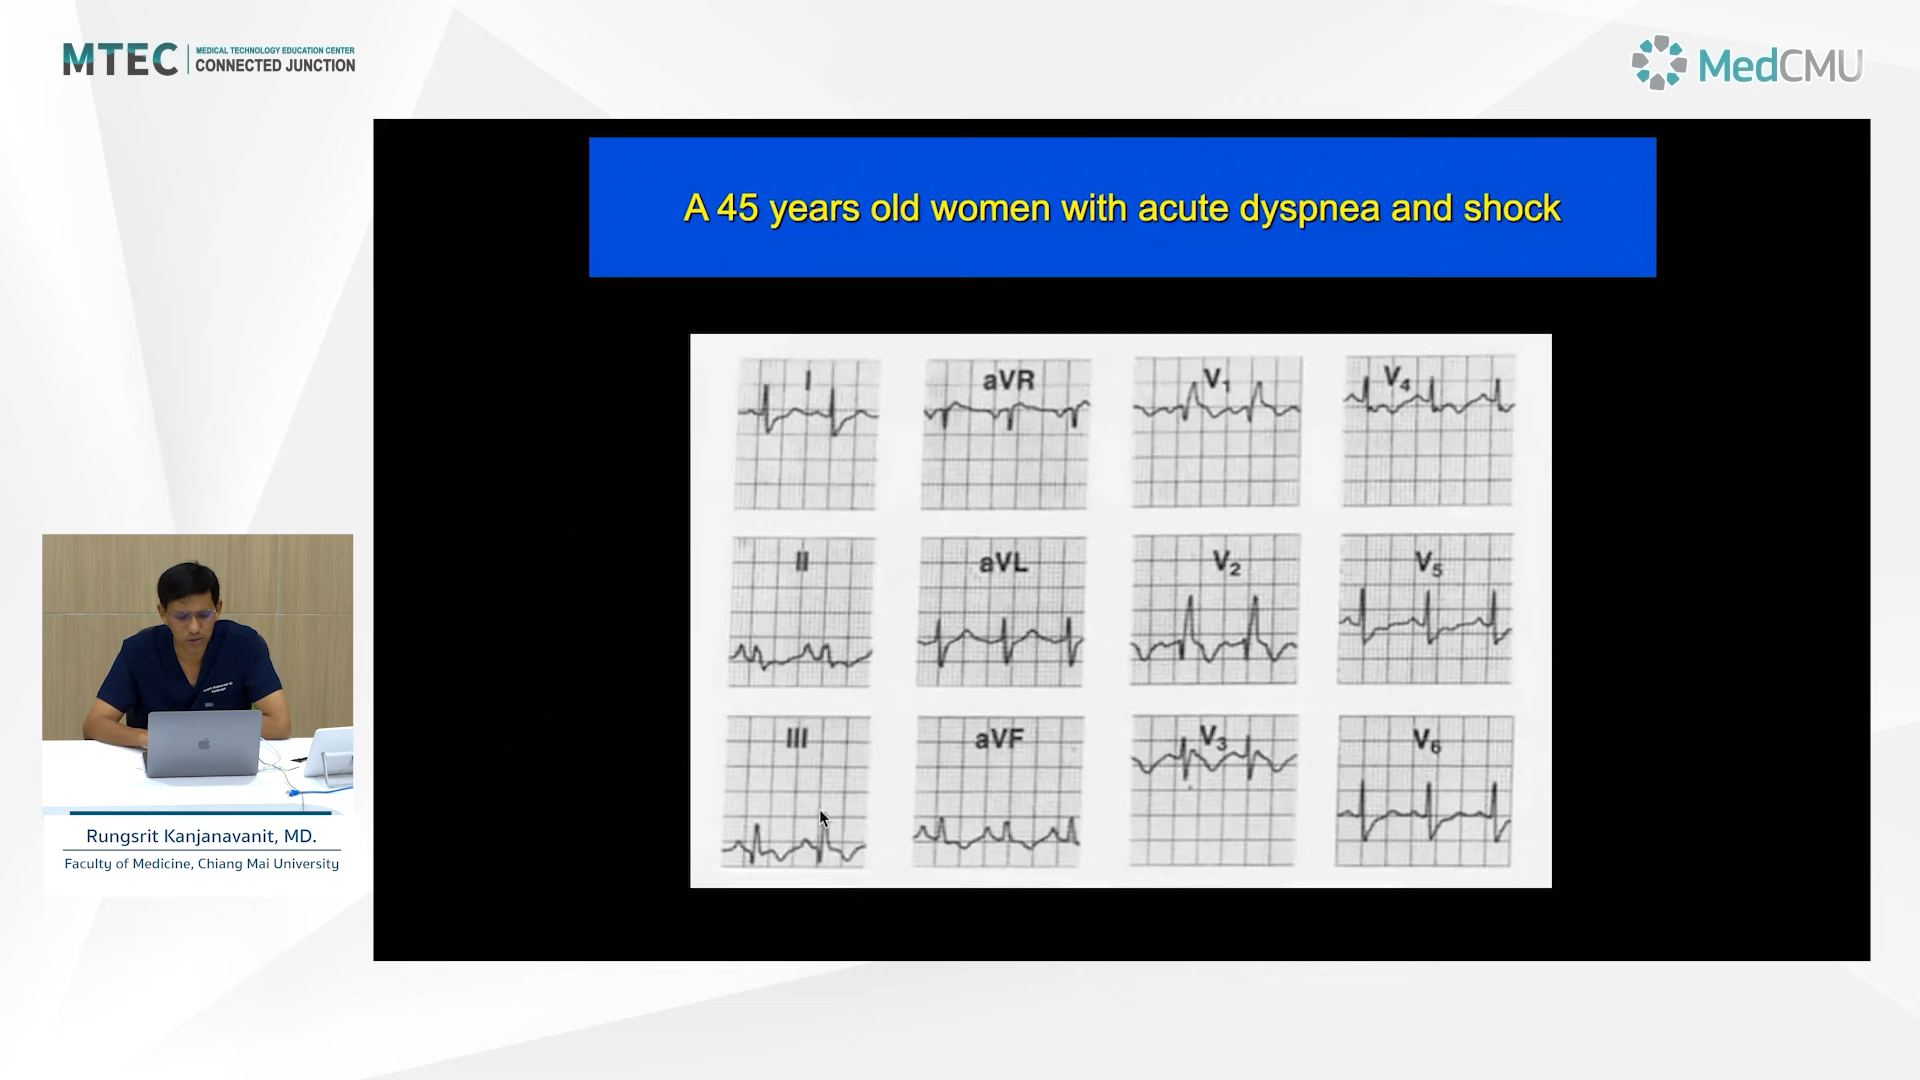 MTEC
MEDICAL TECHNOLOGY EDUCATION CENTER
CONNECTED JUNCTION
MedCMU
A 45 years old women with acute dyspnea and shock
I
aVR
V1
V4
II
aVL
V2
V5
III
aVF
V3
V6
Rungsrit Kanjanavanit, MD.
Faculty of Medicine, Chiang Mai University